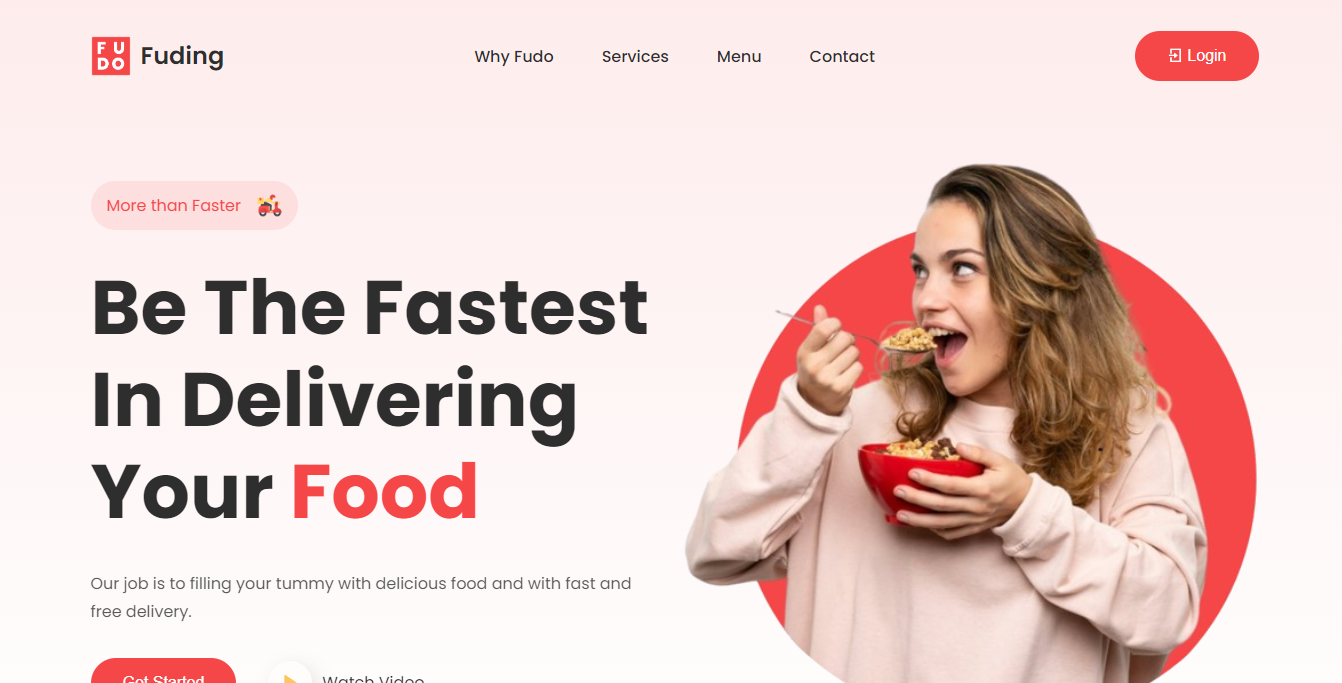 FU
DO
Fuding
Why Fudo
Services
Menu
Contact
Login
More than Faster
Be The Fastest
In Delivering
Your Food
Our job is to filling your tummy with delicious food and with fast and
free delivery.
Get Started
Watch Video